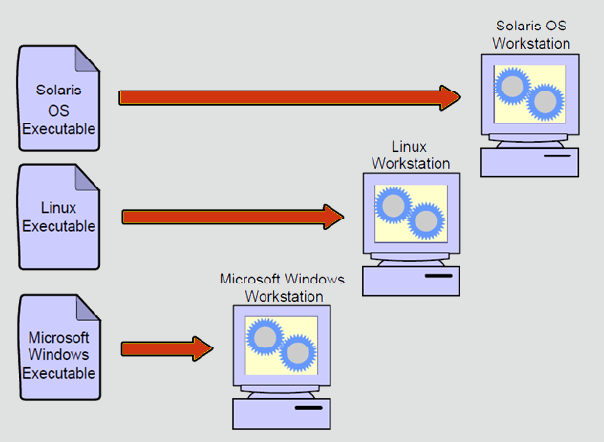 Solaris OS
Workstation
Solaris
OS
Executable
Linux
Workstation
Linux
Executable
Microsoft Windows
Workstation
Microsoft
Windows
Executable